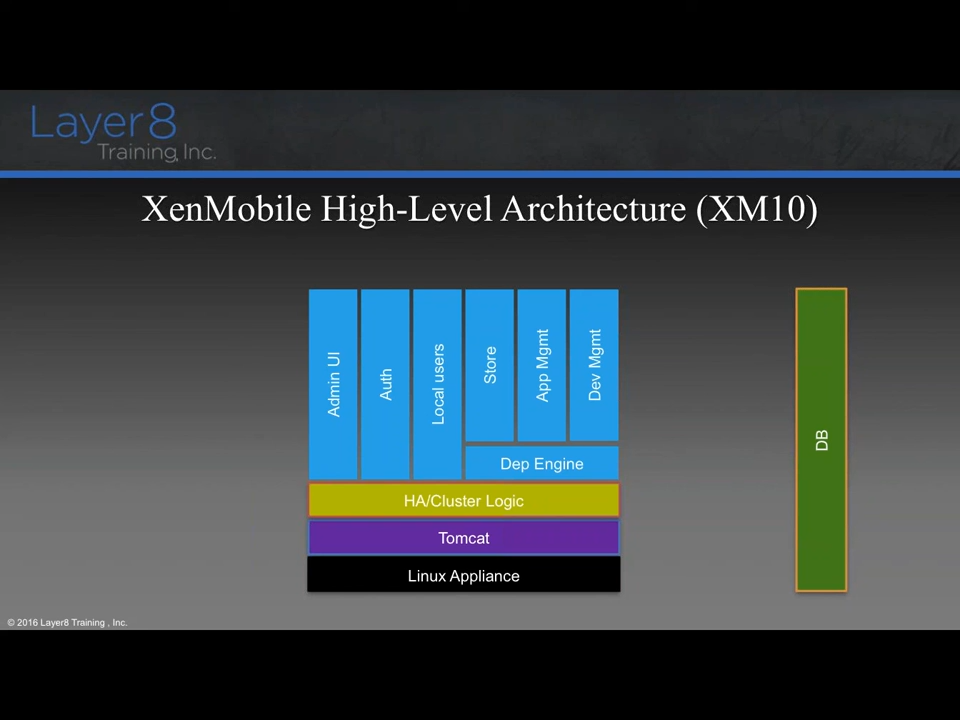 Layer8
Training, Inc.
XenMobile High-Level Architecture (XM10)
Admin UI
Auth
Local users
Store
App Mgmt
Dev Mgmt
Dep Engine
HA/Cluster Logic
Tomcat
Linux Appliance
DB
© 2016 Layer8 Training , Inc.